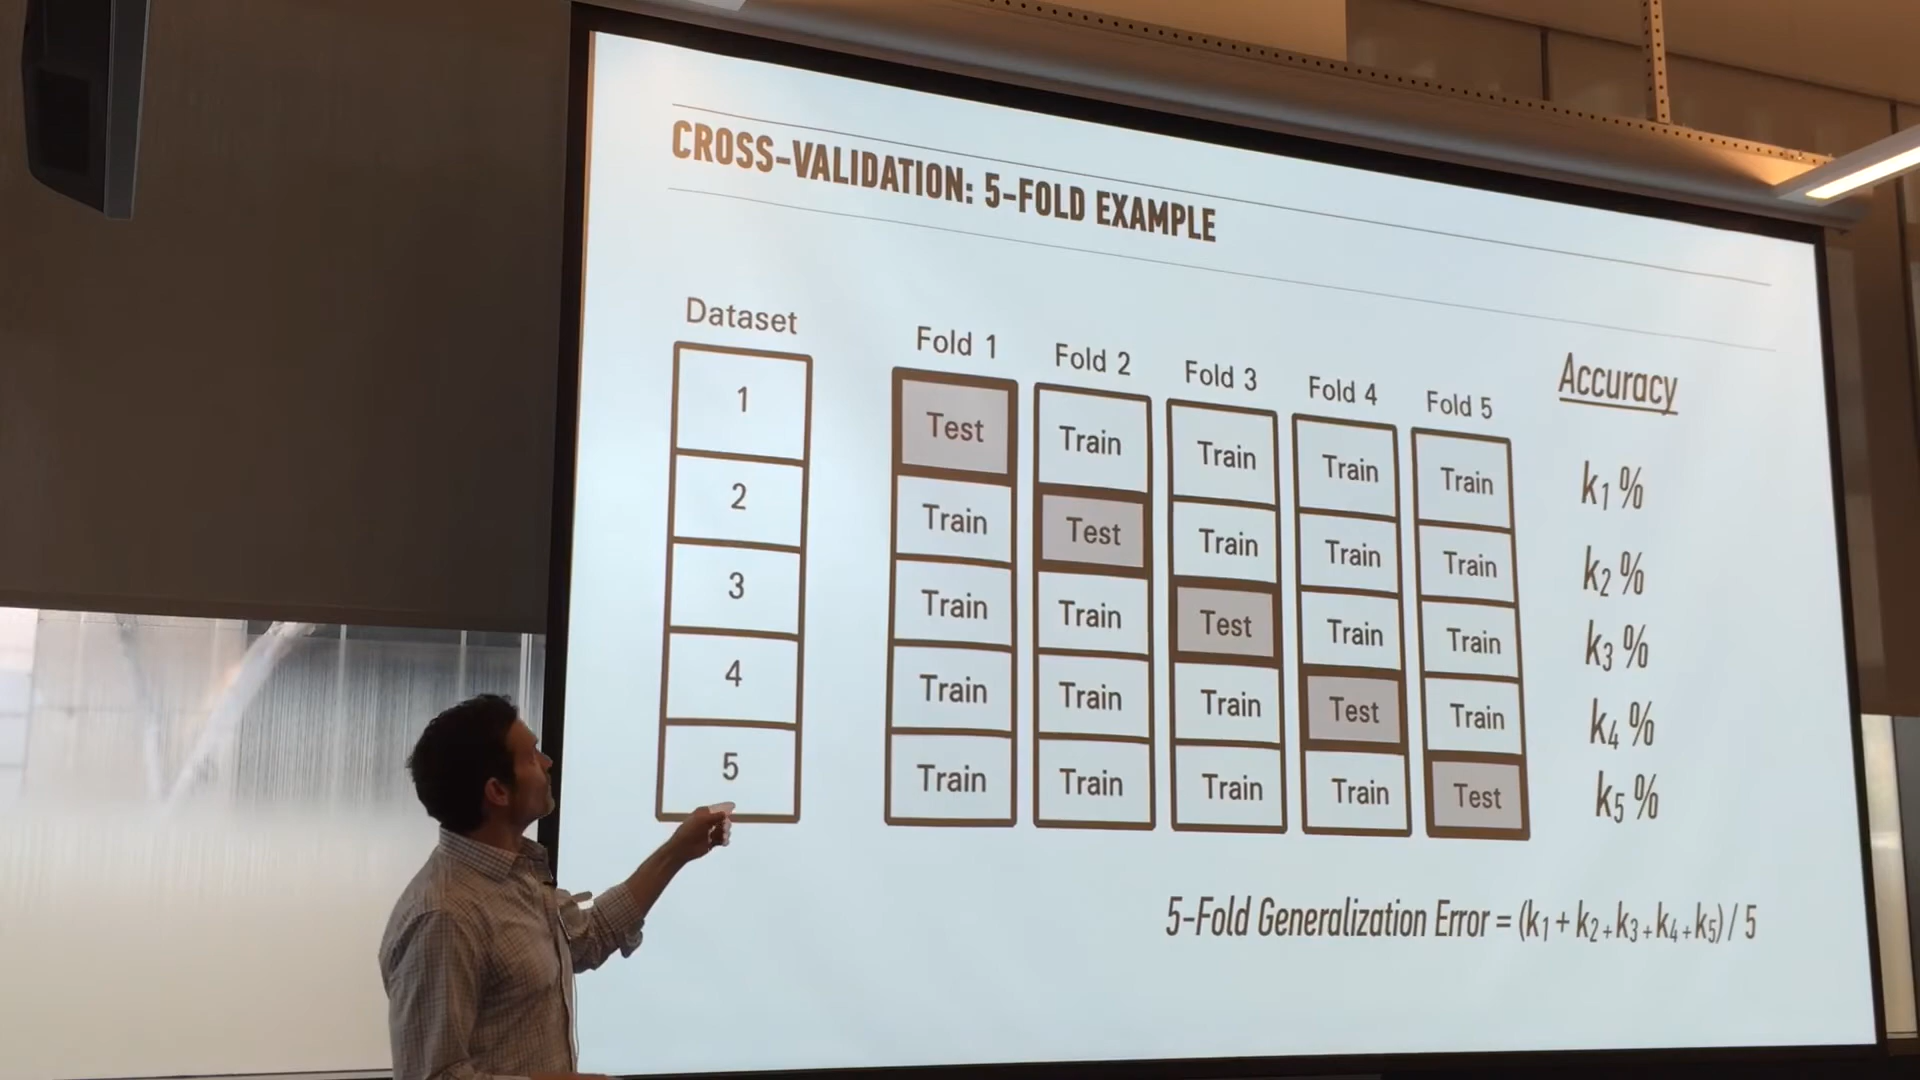 CROSS-VALIDATION: 5-FOLD EXAMPLE
Dataset Fold 1 Fold 2 Fold 3 Fold 4 Fold 5 Accuracy
1 Test Train Train Train Train k₁ %
2 Train Test Train Train Train k₂ %
3 Train Train Test Train Train k₃ %
4 Train Train Train Test Train k₄ %
5 Train Train Train Train Test k₅ %
5-Fold Generalization Error = (k₁ + k₂ + k₃ + k₄ + k₅) / 5